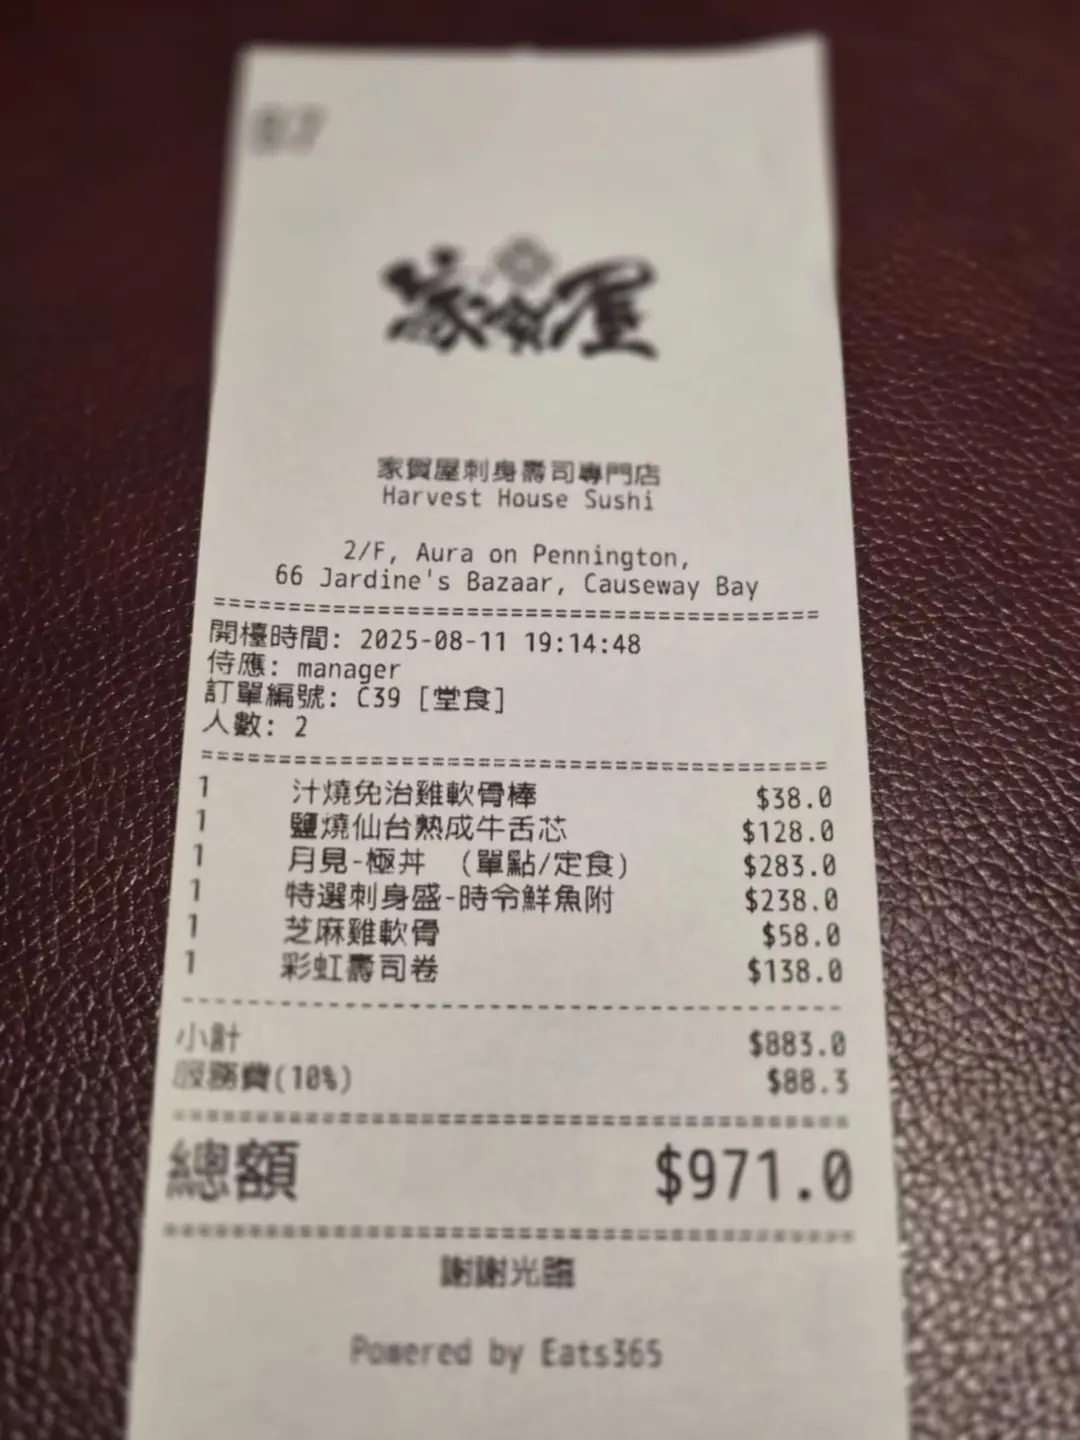 家賀屋
家賀屋刺身壽司專門店
Harvest House Sushi
2/F, Aura on Pennington,
66 Jardine's Bazaar, Causeway Bay
開檯時間: 2025-08-11 19:14:48
侍應: manager
訂單編號: C39 [堂食]
人數: 2
1 汁燒免治雞軟骨棒 $38.0
1 鹽燒仙台熟成牛舌芯 $128.0
1 月見-極丼 (單點/定食) $283.0
1 特選刺身盛-時令鮮魚附 $238.0
1 芝麻雞軟骨 $58.0
1 彩虹壽司卷 $138.0
小計 $883.0
服務費(10%) $88.3
總額 $971.0
謝謝光臨
Powered by Eats365